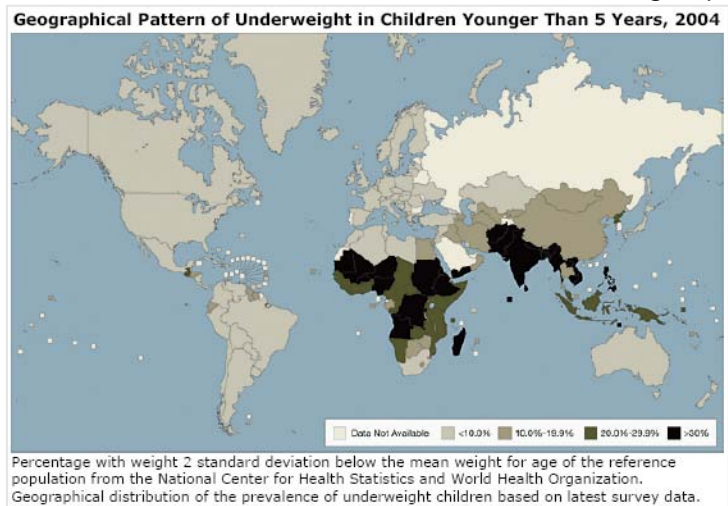 Geographical Pattern of Underweight in Children Younger Than 5 Years, 2004
Data Not Available
<10.0%
10.0%-19.9%
20.0%-29.9%
>30%
Percentage with weight 2 standard deviation below the mean weight for age of the reference
population from the National Center for Health Statistics and World Health Organization.
Geographical distribution of the prevalence of underweight children based on latest survey data.